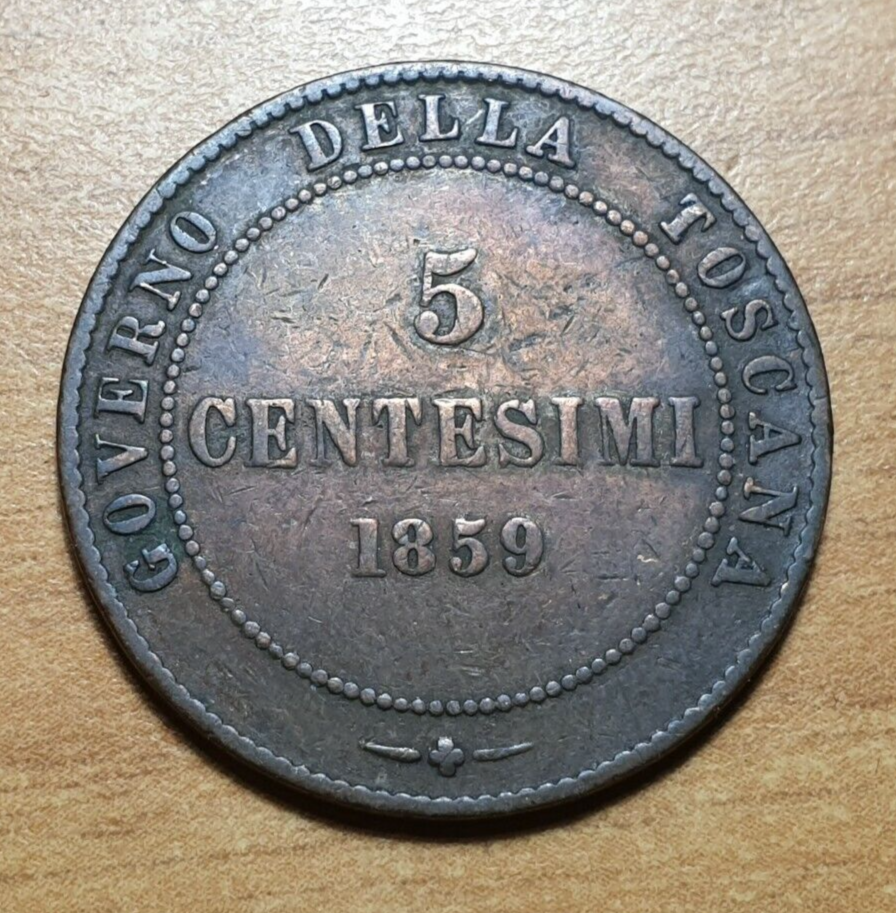 GOVERNO DELLA TOSCANA
5
CENTESIMI
1859